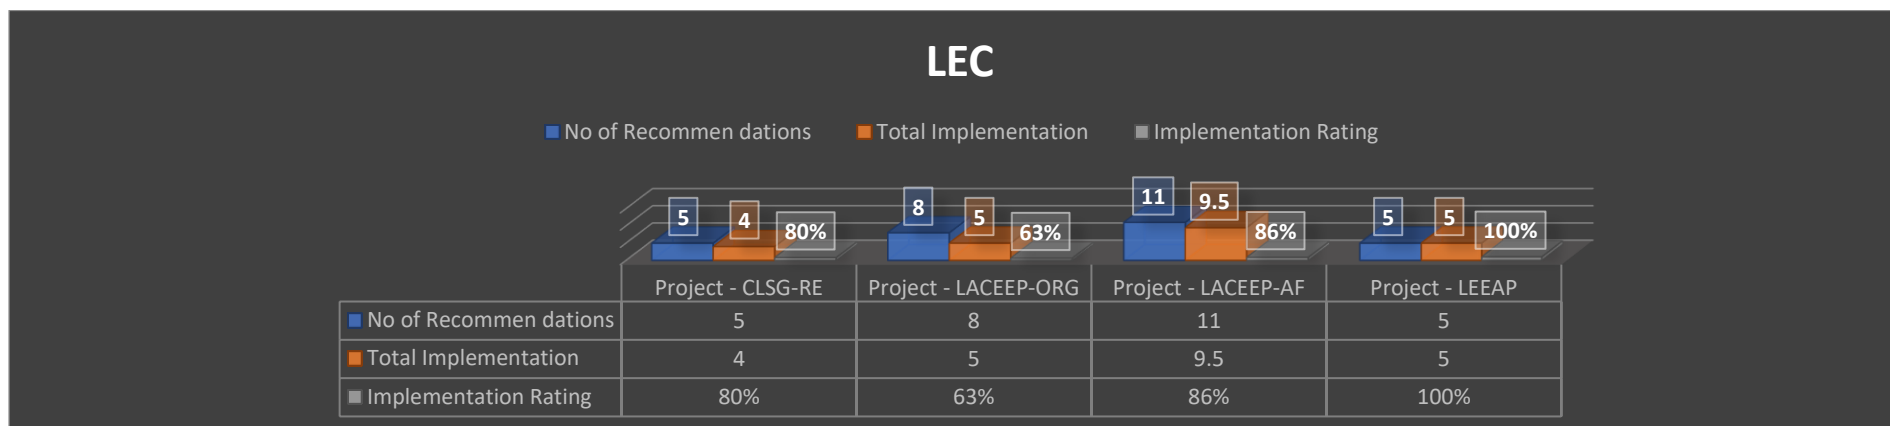 LEC
No of Recommen dations Total Implementation Implementation Rating
5 4 80% 8 5 63% 11 9.5 86% 5 5 100%
Project - CLSG-RE Project - LACEEP-ORG Project - LACEEP-AF Project - LEEAP
No of Recommen dations 5 8 11 5
Total Implementation 4 5 9.5 5
Implementation Rating 80% 63% 86% 100%